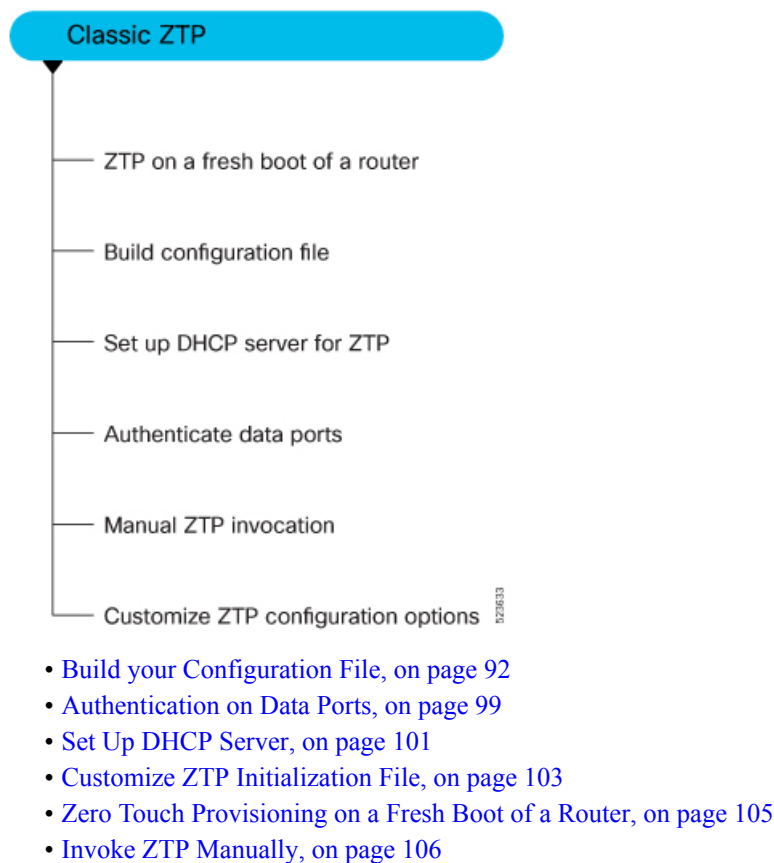 Classic ZTP
ZTP on a fresh boot of a router
Build configuration file
Set up DHCP server for ZTP
Authenticate data ports
Manual ZTP invocation
Customize ZTP configuration options
523633
• Build your Configuration File, on page 92
• Authentication on Data Ports, on page 99
• Set Up DHCP Server, on page 101
• Customize ZTP Initialization File, on page 103
• Zero Touch Provisioning on a Fresh Boot of a Router, on page 105
• Invoke ZTP Manually, on page 106